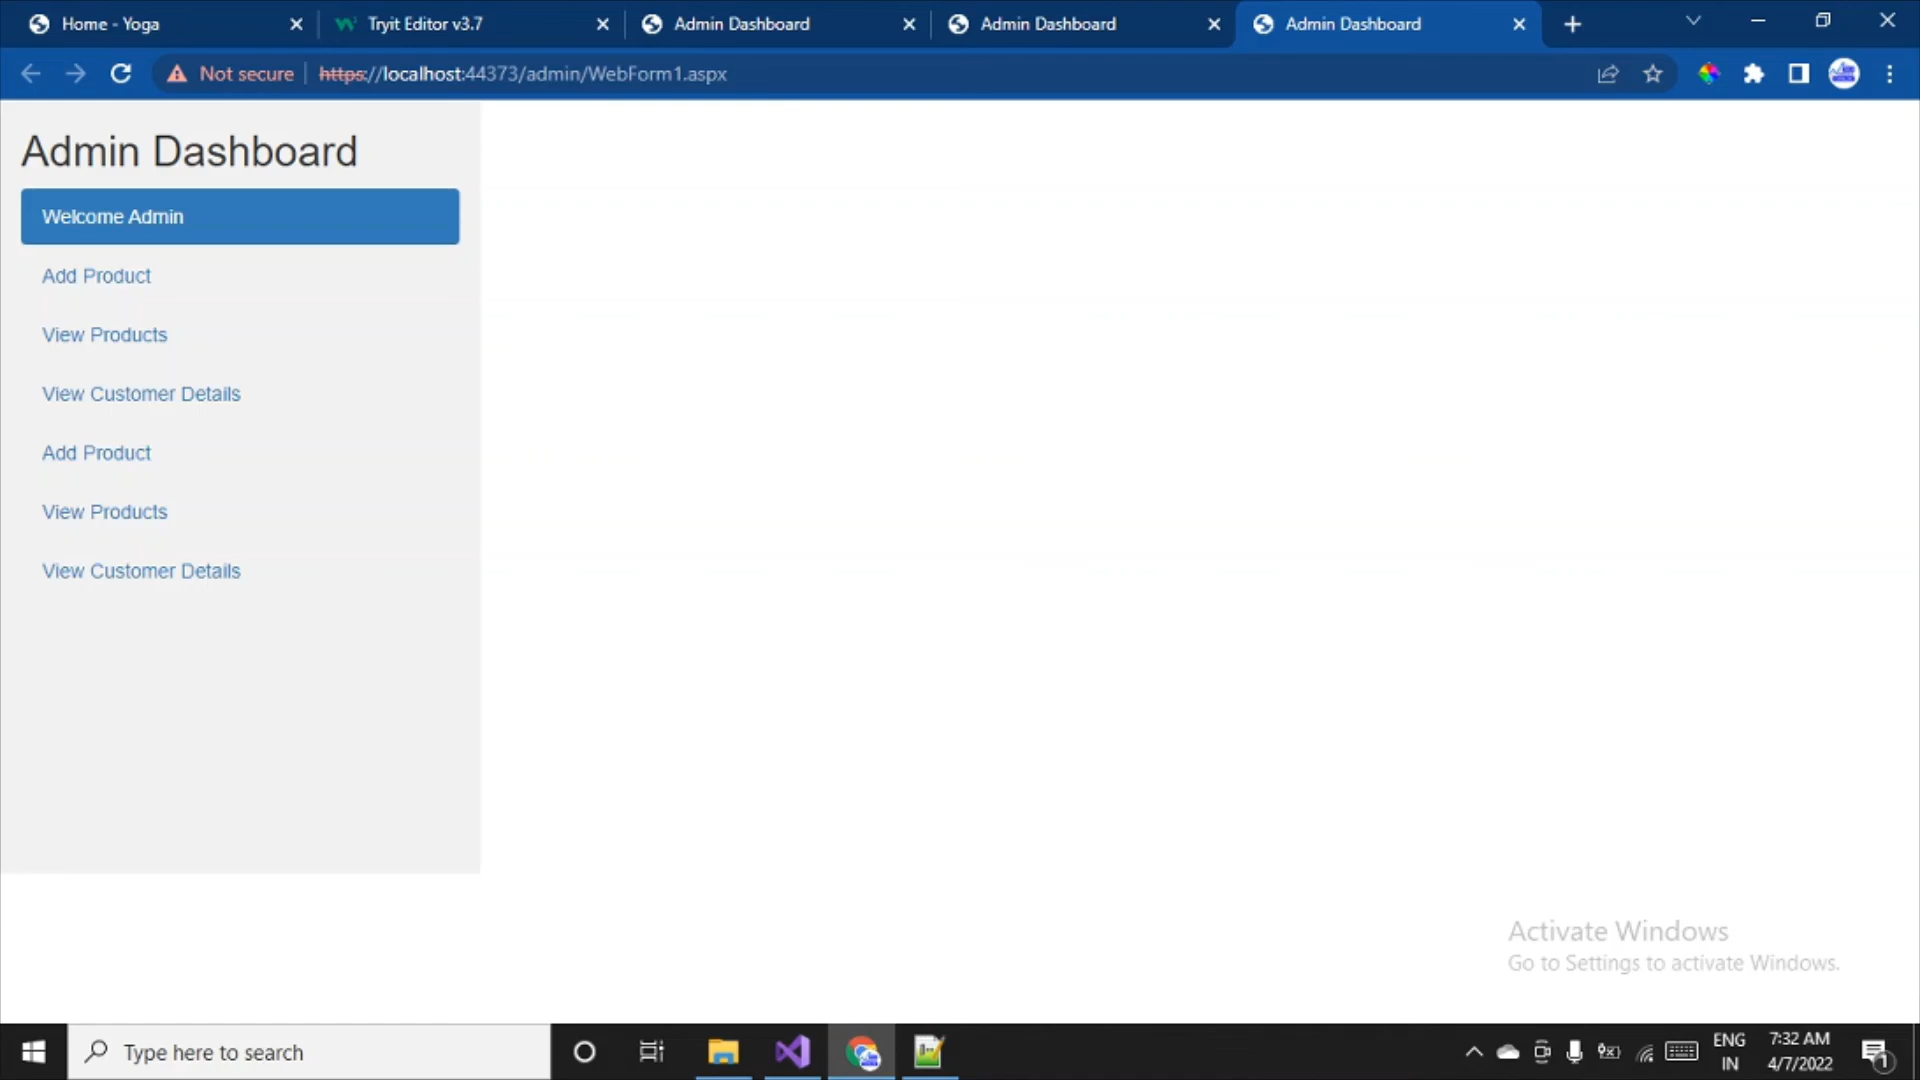 Home - Yoga
Tryit Editor v3.7
Admin Dashboard
Admin Dashboard
Admin Dashboard
Not secure
https://localhost:44373/admin/WebForm1.aspx
Admin Dashboard
Welcome Admin
Add Product
View Products
View Customer Details
Add Product
View Products
View Customer Details
Activate Windows
Go to Settings to activate Windows.
Type here to search
ENG
IN
7:32 AM
4/7/2022
1